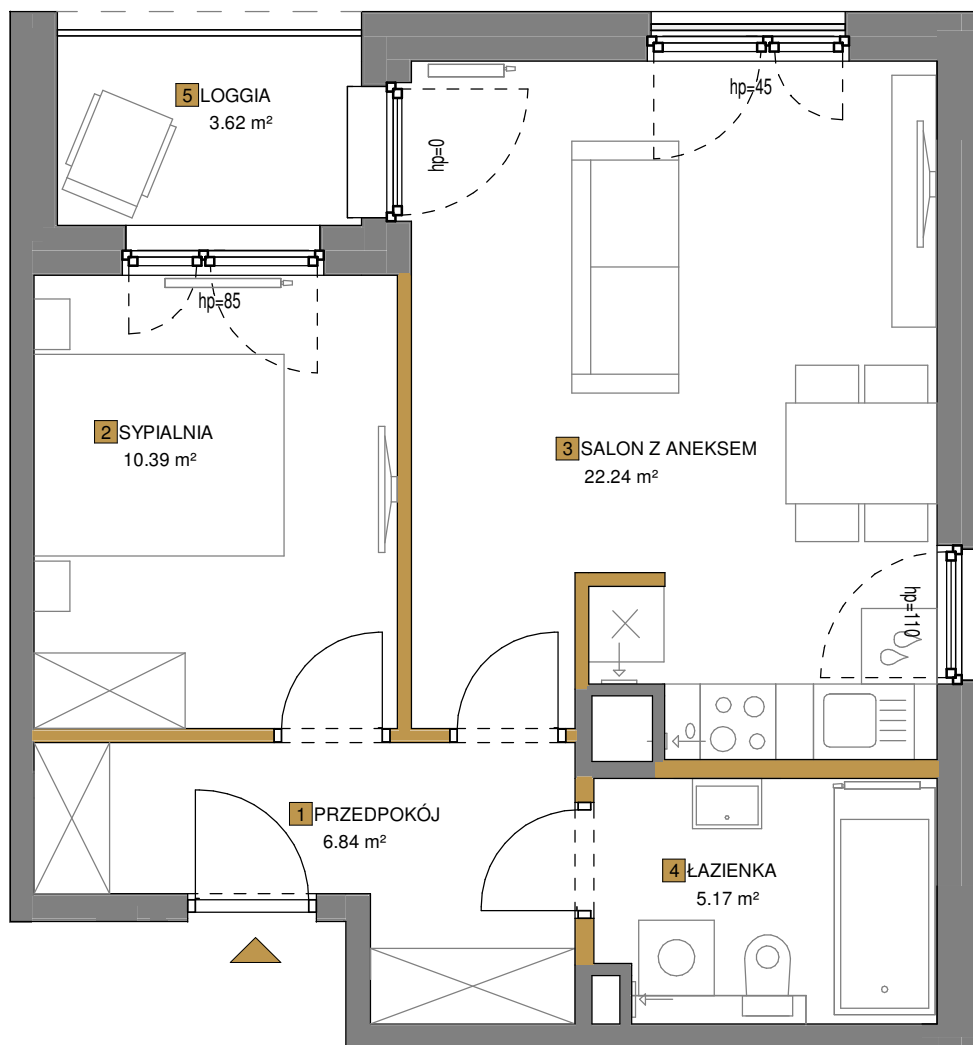 5 LOGGIA
3.62 m²
hp=0
hp=45
hp=85
2 SYPIALNIA
10.39 m²
3 SALON Z ANEKSEM
22.24 m²
hp=110
1 PRZEDPOKÓJ
6.84 m²
4 ŁAZIENKA
5.17 m²